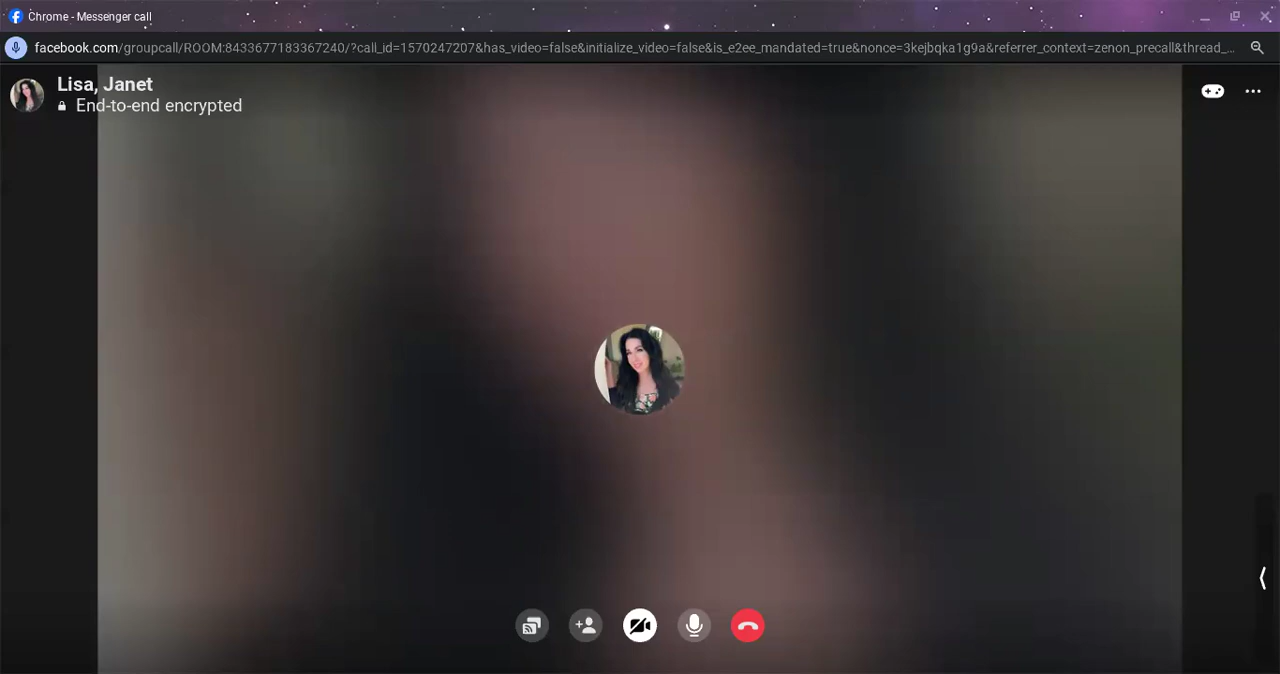 Chrome - Messenger call
facebook.com/groupcall/ROOM:8433677183367240/?call_id=1570247207&has_video=false&initialize_video=false&is_e2ee_mandated=true&nonce=3kejbqka1g9a&referrer_context=zenon_precall&thread_...
Lisa, Janet
End-to-end encrypted